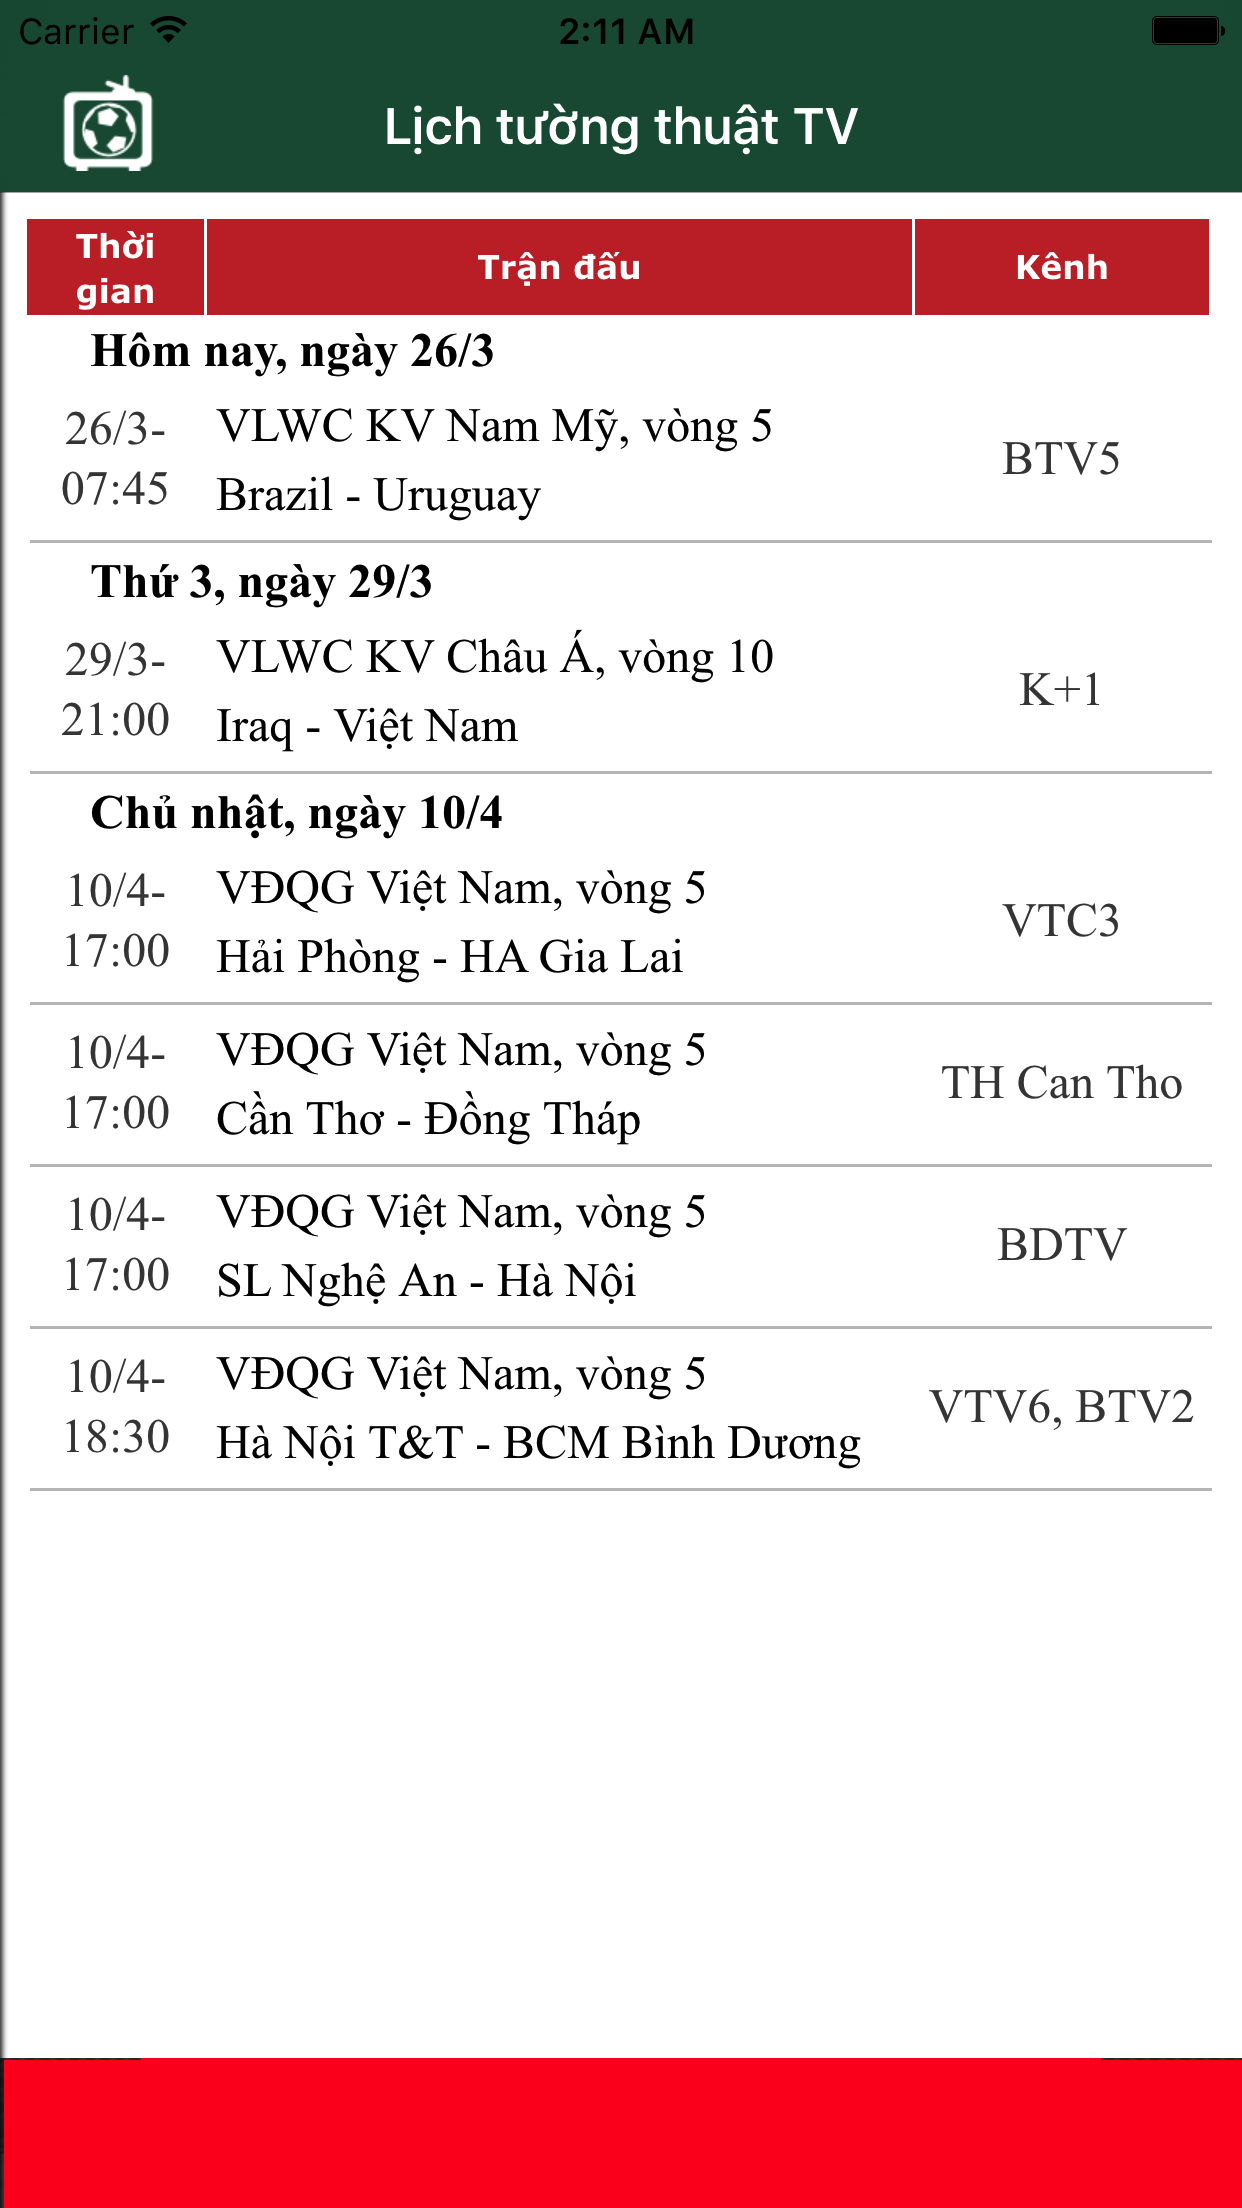 Carrier
2:11 AM
Lịch tường thuật TV
Thời
gian
Trận đấu
Kênh
Hôm nay, ngày 26/3
26/3-
07:45
VLWC KV Nam Mỹ, vòng 5
Brazil - Uruguay
BTV5
Thứ 3, ngày 29/3
29/3-
21:00
VLWC KV Châu Á, vòng 10
Iraq - Việt Nam
K+1
Chủ nhật, ngày 10/4
10/4-
17:00
VĐQG Việt Nam, vòng 5
Hải Phòng - HA Gia Lai
VTC3
10/4-
17:00
VĐQG Việt Nam, vòng 5
Cần Thơ - Đồng Tháp
TH Can Tho
10/4-
17:00
VĐQG Việt Nam, vòng 5
SL Nghệ An - Hà Nội
BDTV
10/4-
18:30
VĐQG Việt Nam, vòng 5
Hà Nội T&T - BCM Bình Dương
VTV6, BTV2